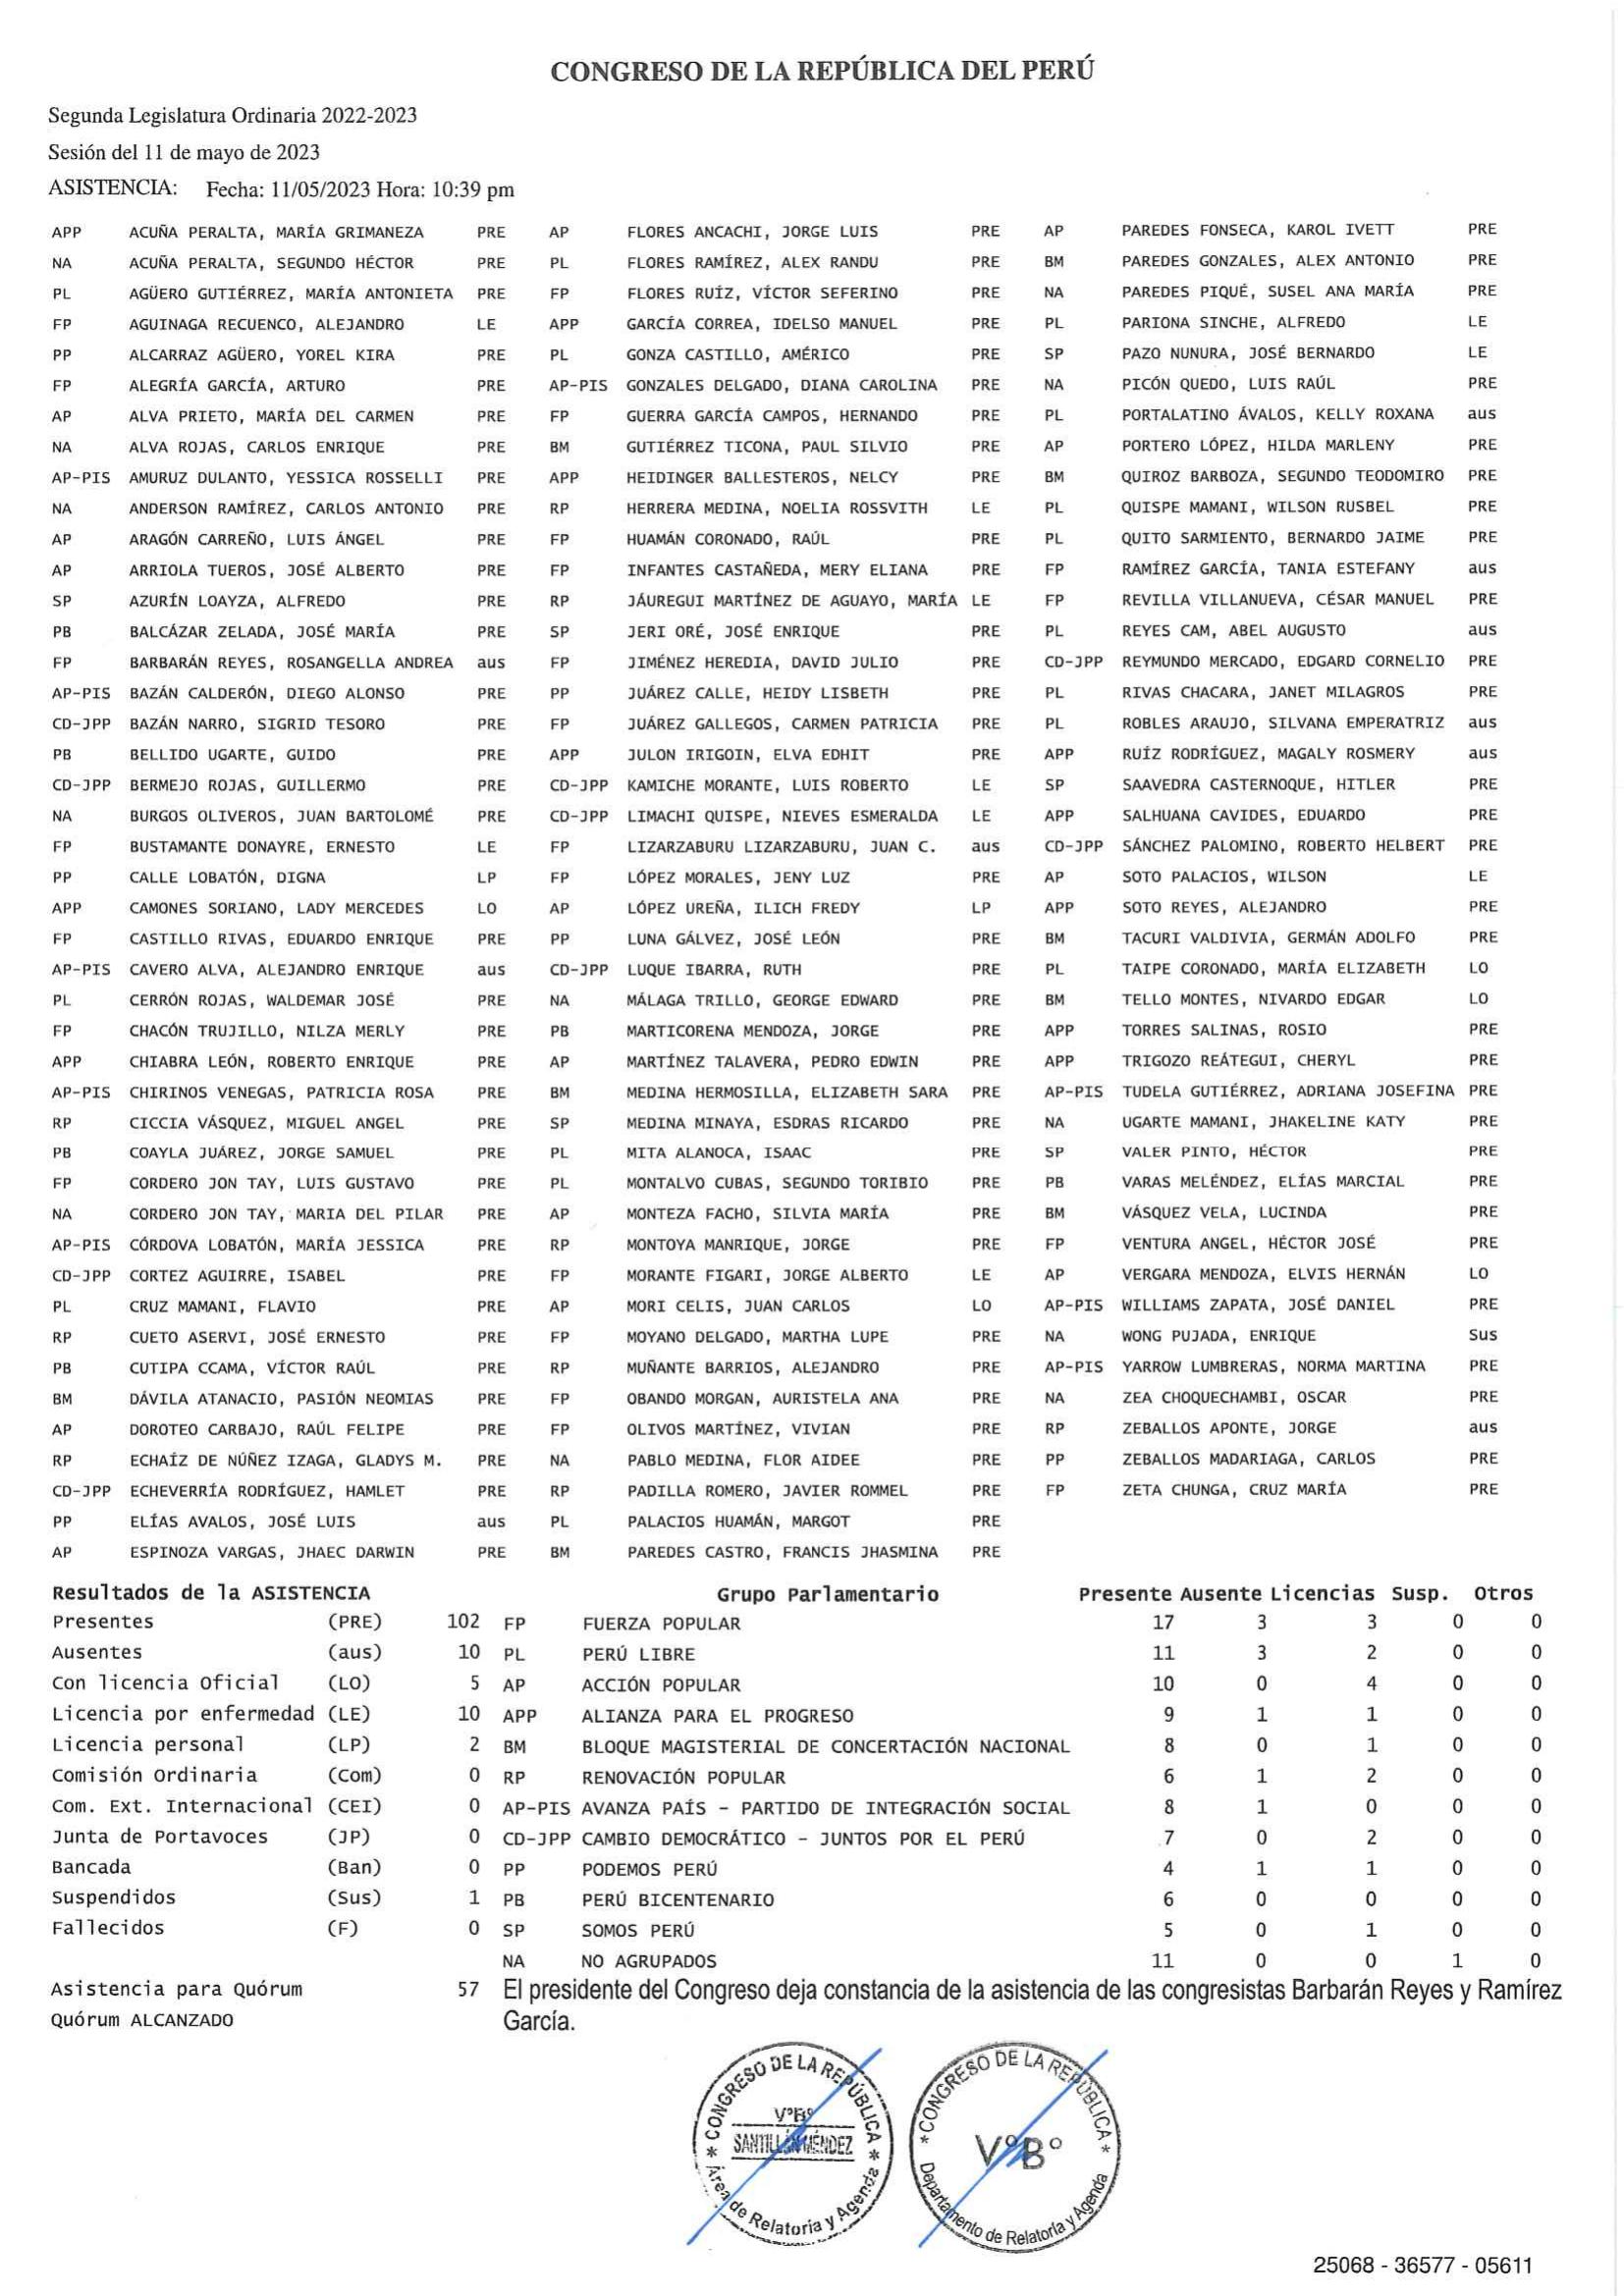 CONGRESO DE LA REPÚBLICA DEL PERÚ
Segunda Legislatura Ordinaria 2022-2023
Sesión del 11 de mayo de 2023
ASISTENCIA: Fecha: 11/05/2023 Hora: 10:39 pm
APP ACUÑA PERALTA, MARÍA GRIMANEZA PRE AP FLORES ANCACHI, JORGE LUIS PRE AP PAREDES FONSECA, KAROL IVETT PRE
NA ACUÑA PERALTA, SEGUNDO HÉCTOR PRE PL FLORES RAMÍREZ, ALEX RANDU PRE BM PAREDES GONZALES, ALEX ANTONIO PRE
PL AGÜERO GUTIÉRREZ, MARÍA ANTONIETA PRE FP FLORES RUÍZ, VÍCTOR SEFERINO PRE NA PAREDES PIQUÉ, SUSEL ANA MARÍA PRE
FP AGUINAGA RECUENCO, ALEJANDRO LE APP GARCÍA CORREA, IDELSO MANUEL PRE PL PARIONA SINCHE, ALFREDO LE
PP ALCARRAZ AGÜERO, YOREL KIRA PRE PL GONZA CASTILLO, AMÉRICO PRE SP PAZO NUNURA, JOSÉ BERNARDO LE
FP ALEGRÍA GARCÍA, ARTURO PRE AP-PIS GONZALES DELGADO, DIANA CAROLINA PRE NA PICÓN QUEDO, LUIS RAÚL PRE
AP ALVA PRIETO, MARÍA DEL CARMEN PRE FP GUERRA GARCÍA CAMPOS, HERNANDO PRE PL PORTALATINO ÁVALOS, KELLY ROXANA aus
NA ALVA ROJAS, CARLOS ENRIQUE PRE BM GUTIÉRREZ TICONA, PAUL SILVIO PRE AP PORTERO LÓPEZ, HILDA MARLENY PRE
AP-PIS AMURUZ DULANTO, YESSICA ROSSELLI PRE APP HEIDINGER BALLESTEROS, NELCY PRE BM QUIROZ BARBOZA, SEGUNDO TEODOMIRO PRE
NA ANDERSON RAMÍREZ, CARLOS ANTONIO PRE RP HERRERA MEDINA, NOELIA ROSSVITH LE PL QUISPE MAMANI, WILSON RUSBEL PRE
AP ARAGÓN CARREÑO, LUIS ÁNGEL PRE FP HUAMÁN CORONADO, RAÚL PRE PL QUITO SARMIENTO, BERNARDO JAIME PRE
AP ARRIOLA TUEROS, JOSÉ ALBERTO PRE FP INFANTES CASTAÑEDA, MERY ELIANA PRE FP RAMÍREZ GARCÍA, TANIA ESTEFANY aus
SP AZURÍN LOAYZA, ALFREDO PRE RP JÁUREGUI MARTÍNEZ DE AGUAYO, MARÍA LE FP REVILLA VILLANUEVA, CÉSAR MANUEL PRE
PB BALCÁZAR ZELADA, JOSÉ MARÍA PRE SP JERI ORÉ, JOSÉ ENRIQUE PRE PL REYES CAM, ABEL AUGUSTO aus
FP BARBARÁN REYES, ROSANGELLA ANDREA aus FP JIMÉNEZ HEREDIA, DAVID JULIO PRE CD-JPP REYMUNDO MERCADO, EDGARD CORNELIO PRE
AP-PIS BAZÁN CALDERÓN, DIEGO ALONSO PRE PP JUÁREZ CALLE, HEIDY LISBETH PRE PL RIVAS CHACARA, JANET MILAGROS PRE
CD-JPP BAZÁN NARRO, SIGRID TESORO PRE FP JUÁREZ GALLEGOS, CARMEN PATRICIA PRE PL ROBLES ARAUJO, SILVANA EMPERATRIZ aus
PB BELLIDO UGARTE, GUIDO PRE APP JULON IRIGOIN, ELVA EDHIT PRE APP RUÍZ RODRÍGUEZ, MAGALY ROSMERY aus
CD-JPP BERMEJO ROJAS, GUILLERMO PRE CD-JPP KAMICHE MORANTE, LUIS ROBERTO LE SP SAAVEDRA CASTERNOQUE, HITLER PRE
NA BURGOS OLIVEROS, JUAN BARTOLOMÉ PRE CD-JPP LIMACHI QUISPE, NIEVES ESMERALDA LE APP SALHUANA CAVIDES, EDUARDO PRE
FP BUSTAMANTE DONAYRE, ERNESTO LE FP LIZARZABURU LIZARZABURU, JUAN C. aus CD-JPP SÁNCHEZ PALOMINO, ROBERTO HELBERT PRE
PP CALLE LOBATÓN, DIGNA LP FP LÓPEZ MORALES, JENY LUZ PRE AP SOTO PALACIOS, WILSON LE
APP CAMONES SORIANO, LADY MERCEDES LO AP LÓPEZ UREÑA, ILICH FREDY LP APP SOTO REYES, ALEJANDRO PRE
FP CASTILLO RIVAS, EDUARDO ENRIQUE PRE PP LUNA GÁLVEZ, JOSÉ LEÓN PRE BM TACURI VALDIVIA, GERMÁN ADOLFO PRE
AP-PIS CAVERO ALVA, ALEJANDRO ENRIQUE aus CD-JPP LUQUE IBARRA, RUTH PRE PL TAIPE CORONADO, MARÍA ELIZABETH LO
PL CERRÓN ROJAS, WALDEMAR JOSÉ PRE NA MÁLAGA TRILLO, GEORGE EDWARD PRE BM TELLO MONTES, NIVARDO EDGAR LO
FP CHACÓN TRUJILLO, NILZA MERLY PRE PB MARTICORENA MENDOZA, JORGE PRE APP TORRES SALINAS, ROSIO PRE
APP CHIABRA LEÓN, ROBERTO ENRIQUE PRE AP MARTÍNEZ TALAVERA, PEDRO EDWIN PRE APP TRIGOZO REÁTEGUI, CHERYL PRE
AP-PIS CHIRINOS VENEGAS, PATRICIA ROSA PRE BM MEDINA HERMOSILLA, ELIZABETH SARA PRE AP-PIS TUDELA GUTIÉRREZ, ADRIANA JOSEFINA PRE
RP CICCIA VÁSQUEZ, MIGUEL ANGEL PRE SP MEDINA MINAYA, ESDRAS RICARDO PRE NA UGARTE MAMANI, JHAKELINE KATY PRE
PB COAYLA JUÁREZ, JORGE SAMUEL PRE PL MITA ALANOCA, ISAAC PRE SP VALER PINTO, HÉCTOR PRE
FP CORDERO JON TAY, LUIS GUSTAVO PRE PL MONTALVO CUBAS, SEGUNDO TORIBIO PRE PB VARAS MELÉNDEZ, ELÍAS MARCIAL PRE
NA CORDERO JON TAY, MARIA DEL PILAR PRE AP MONTEZA FACHO, SILVIA MARÍA PRE BM VÁSQUEZ VELA, LUCINDA PRE
AP-PIS CÓRDOVA LOBATÓN, MARÍA JESSICA PRE RP MONTOYA MANRIQUE, JORGE PRE FP VENTURA ANGEL, HÉCTOR JOSÉ PRE
CD-JPP CORTEZ AGUIRRE, ISABEL PRE FP MORANTE FIGARI, JORGE ALBERTO LE AP VERGARA MENDOZA, ELVIS HERNÁN LO
PL CRUZ MAMANI, FLAVIO PRE AP MORI CELIS, JUAN CARLOS LO AP-PIS WILLIAMS ZAPATA, JOSÉ DANIEL PRE
RP CUETO ASERVI, JOSÉ ERNESTO PRE FP MOYANO DELGADO, MARTHA LUPE PRE NA WONG PUJADA, ENRIQUE Sus
PB CUTIPA CCAMA, VÍCTOR RAÚL PRE RP MUÑANTE BARRIOS, ALEJANDRO PRE AP-PIS YARROW LUMBRERAS, NORMA MARTINA PRE
BM DÁVILA ATANACIO, PASIÓN NEOMIAS PRE FP OBANDO MORGAN, AURISTELA ANA PRE NA ZEA CHOQUECHAMBI, OSCAR PRE
AP DOROTEO CARBAJO, RAÚL FELIPE PRE FP OLIVOS MARTÍNEZ, VIVIAN PRE RP ZEBALLOS APONTE, JORGE aus
RP ECHAÍZ DE NÚÑEZ IZAGA, GLADYS M. PRE NA PABLO MEDINA, FLOR AIDEE PRE PP ZEBALLOS MADARIAGA, CARLOS PRE
CD-JPP ECHEVERRÍA RODRÍGUEZ, HAMLET PRE RP PADILLA ROMERO, JAVIER ROMMEL PRE FP ZETA CHUNGA, CRUZ MARÍA PRE
PP ELÍAS AVALOS, JOSÉ LUIS aus PL PALACIOS HUAMÁN, MARGOT PRE
AP ESPINOZA VARGAS, JHAEC DARWIN PRE BM PAREDES CASTRO, FRANCIS JHASMINA PRE
Resultados de la ASISTENCIA Grupo Parlamentario Presente Ausente Licencias Susp. Otros
Presentes (PRE) 102 FP FUERZA POPULAR 17 3 3 0 0
Ausentes (aus) 10 PL PERÚ LIBRE 11 3 2 0 0
Con licencia Oficial (LO) 5 AP ACCIÓN POPULAR 10 0 4 0 0
Licencia por enfermedad (LE) 10 APP ALIANZA PARA EL PROGRESO 9 1 1 0 0
Licencia personal (LP) 2 BM BLOQUE MAGISTERIAL DE CONCERTACIÓN NACIONAL 8 0 1 0 0
Comisión Ordinaria (Com) 0 RP RENOVACIÓN POPULAR 6 1 2 0 0
Com. Ext. Internacional (CEI) 0 AP-PIS AVANZA PAÍS - PARTIDO DE INTEGRACIÓN SOCIAL 8 1 0 0 0
Junta de Portavoces (JP) 0 CD-JPP CAMBIO DEMOCRÁTICO - JUNTOS POR EL PERÚ 7 0 2 0 0
Bancada (Ban) 0 PP PODEMOS PERÚ 4 1 1 0 0
Suspendidos (Sus) 1 PB PERÚ BICENTENARIO 6 0 0 0 0
Fallecidos (F) 0 SP SOMOS PERÚ 5 0 1 0 0
NA NO AGRUPADOS 11 0 0 1 0
Asistencia para Quórum 57 El presidente del Congreso deja constancia de la asistencia de las congresistas Barbarán Reyes y Ramírez
Quórum ALCANZADO García.
* CONGRESO DE LA REPÚBLICA *
V°B°
SANTILLÁN MÉNDEZ
Área de Relatoría y Agenda
* CONGRESO DE LA REPÚBLICA *
V°B°
Departamento de Relatoría y Agenda
25068 - 36577 - 05611